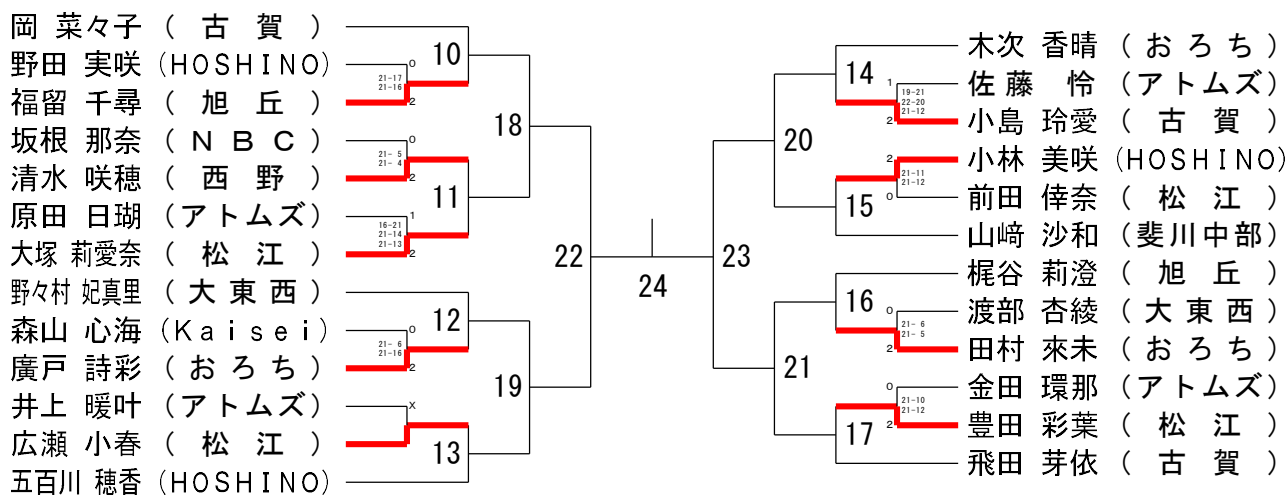 岡 菜々子 ( 古 賀 )
野田 実咲 (HOSHINO)
福留 千尋 ( 旭 丘 )
坂根 那奈 ( N B C )
清水 咲穂 ( 西 野 )
原田 日瑚 (アトムズ)
大塚 莉愛奈 ( 松 江 )
野々村 妃真里 ( 大 東 西 )
森山 心海 (Kaisei)
廣戸 詩彩 ( お ろ ち )
井上 暖叶 (アトムズ)
広瀬 小春 ( 松 江 )
五百川 穂香 (HOSHINO)
0
21-17
21-16
2
0
21- 5
21- 4
2
1
16-21
21-14
21-13
2
0
21- 6
21-16
2
X
10
11
12
13
18
19
22
24
23
20
21
14
15
16
17
1
19-21
22-20
21-12
2
2
21-11
21-12
0
0
21- 6
21- 5
2
0
21-10
21-12
2
木次 香晴 ( お ろ ち )
佐藤 怜 (アトムズ)
小島 玲愛 ( 古 賀 )
小林 美咲 (HOSHINO)
前田 倖奈 ( 松 江 )
山﨑 沙和 (斐川中部)
梶谷 莉澄 ( 旭 丘 )
渡部 杏綾 ( 大 東 西 )
田村 來未 ( お ろ ち )
金田 環那 (アトムズ)
豊田 彩葉 ( 松 江 )
飛田 芽依 ( 古 賀 )